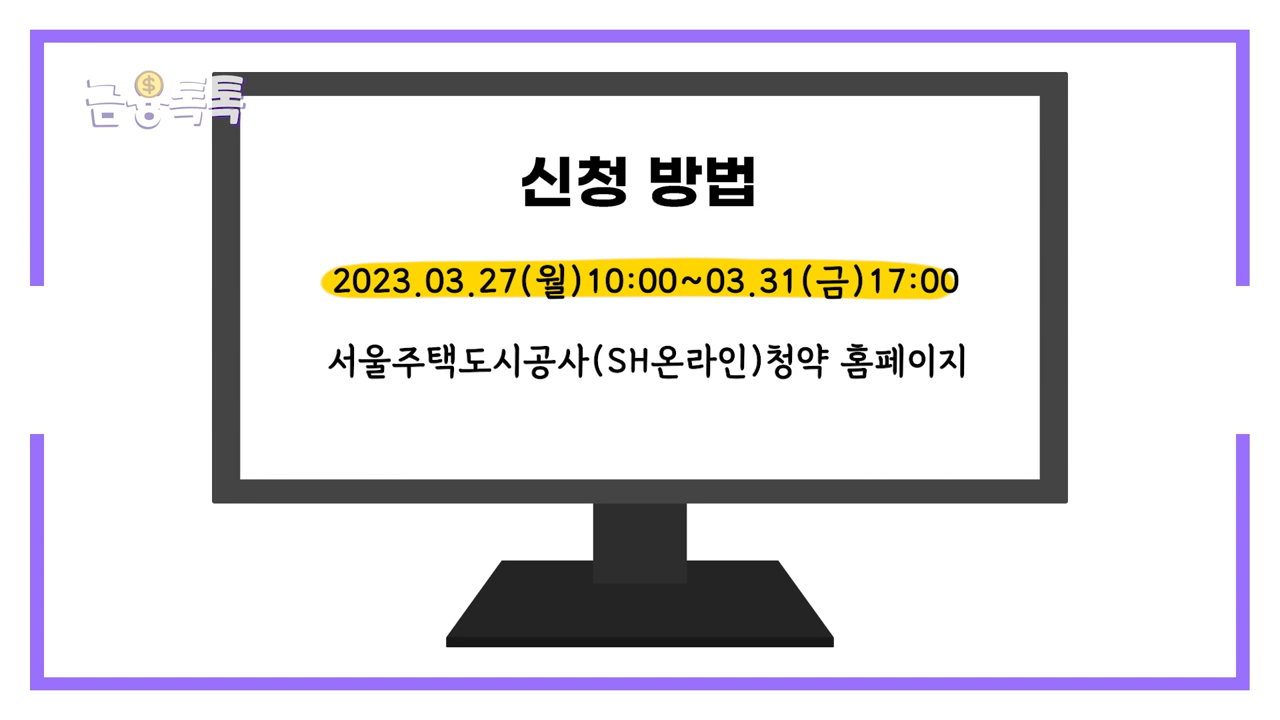 금융톡톡
신청 방법
2023.03.27(월)10:00~03.31(금)17:00
서울주택도시공사(SH온라인)청약 홈페이지